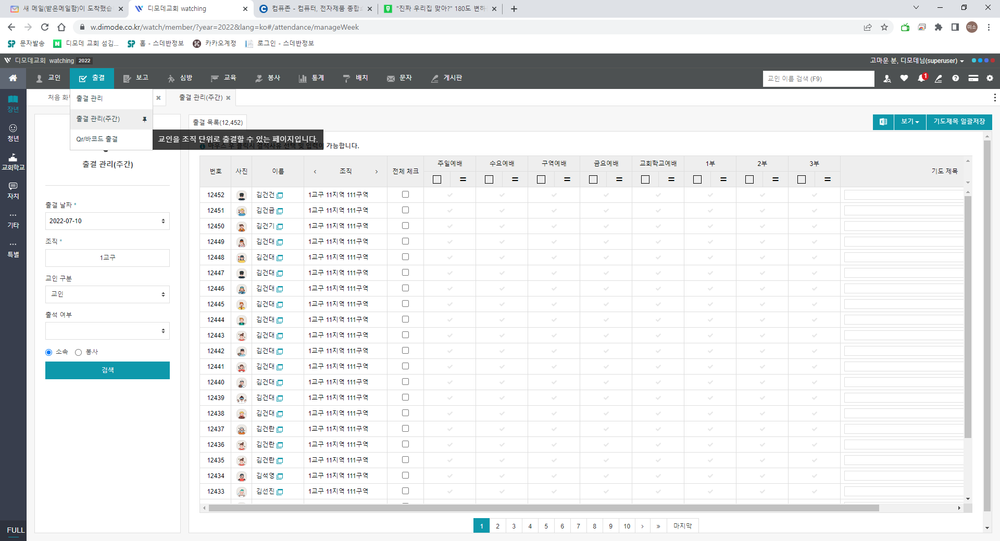 새 메일(받은메일함)이 도착했습
디모데교회 watching
컴퓨존 - 컴퓨터, 전자제품 종합
"진짜 우리집 맞아?" 180도 변하
w.dimode.co.kr/watch/member/?year=2022&lang=ko#/attendance/manageWeek
미소
문자발송
디모데 교회 섬김...
홈 - 스데반정보
카카오계정
로그인 - 스데반정보
디모데교회 watching 2022
고마운 분, 디모데님(superuser)
교인
출결
보고
심방
교육
봉사
통계
배치
문자
게시판
교인 이름 검색 (F9)
1
장년
청년
교회학교
자치
기타
특별
FULL
처음 화면
출결 관리(주간)
출결 관리
출결 관리(주간)
Qr/바코드 출결
교인을 조직 단위로 출결할 수 있는 페이지입니다.
출결 관리(주간)
출결 날짜 *
2022-07-10
조직 *
1교구
교인 구분
교인
출석 여부
소속 봉사
검색
출결 목록(12,452)
보기
기도제목 일괄저장
마우스 우 클릭시 결석사유 선택 및 입력이 가능합니다.
번호 사진 이름 < 조직 > 전체 체크 주일예배 수요예배 구역예배 금요예배 교회학교예배 1부 2부 3부 기도 제목
= = = = = = = =
12452 김건건 1교구 11지역 111구역
12451 김건금 1교구 11지역 111구역
12450 김건기 1교구 11지역 111구역
12449 김건대 1교구 11지역 111구역
12448 김건대 1교구 11지역 111구역
12447 김건대 1교구 11지역 111구역
12446 김건대 1교구 11지역 111구역
12445 김건대 1교구 11지역 111구역
12444 김건대 1교구 11지역 111구역
12443 김건대 1교구 11지역 111구역
12442 김건대 1교구 11지역 111구역
12441 김건대 1교구 11지역 111구역
12440 김건대 1교구 11지역 111구역
12439 김건대 1교구 11지역 111구역
12438 김건대 1교구 11지역 111구역
12437 김건란 1교구 11지역 111구역
12436 김건란 1교구 11지역 111구역
12435 김건란 1교구 11지역 111구역
12434 김석영 1교구 11지역 111구역
12433 김선진 1교구 11지역 111구역
1 2 3 4 5 6 7 8 9 10 › » 마지막